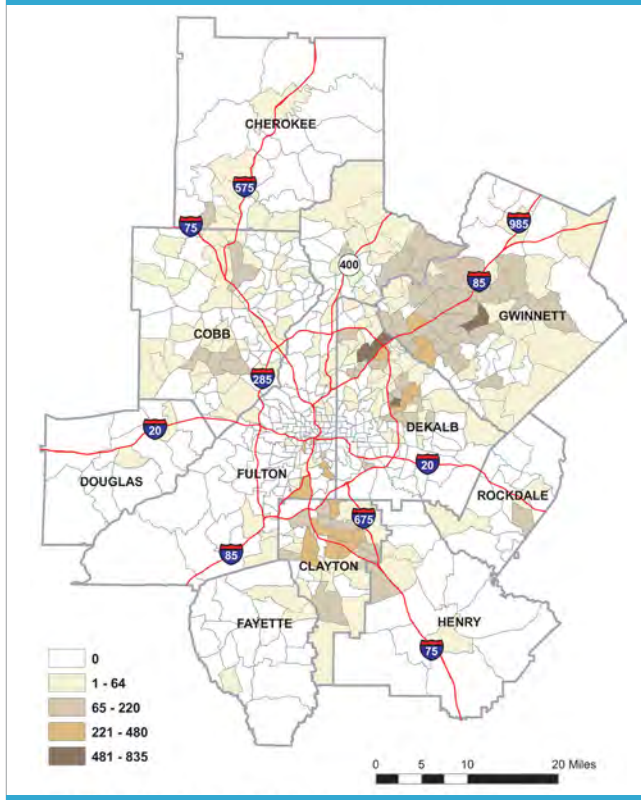 CHEROKEE
575
75
985
400
85
GWINNETT
COBB
285
20
DEKALB
FULTON
20
DOUGLAS
ROCKDALE
675
85
CLAYTON
FAYETTE
HENRY
75
0
1 - 64
65 - 220
221 - 480
481 - 835
0 5 10 20 Miles